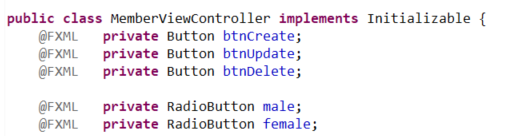 public class MemberViewController implements Initializable {
@FXML private Button btnCreate;
@FXML private Button btnUpdate;
@FXML private Button btnDelete;
@FXML private RadioButton male;
@FXML private RadioButton female;